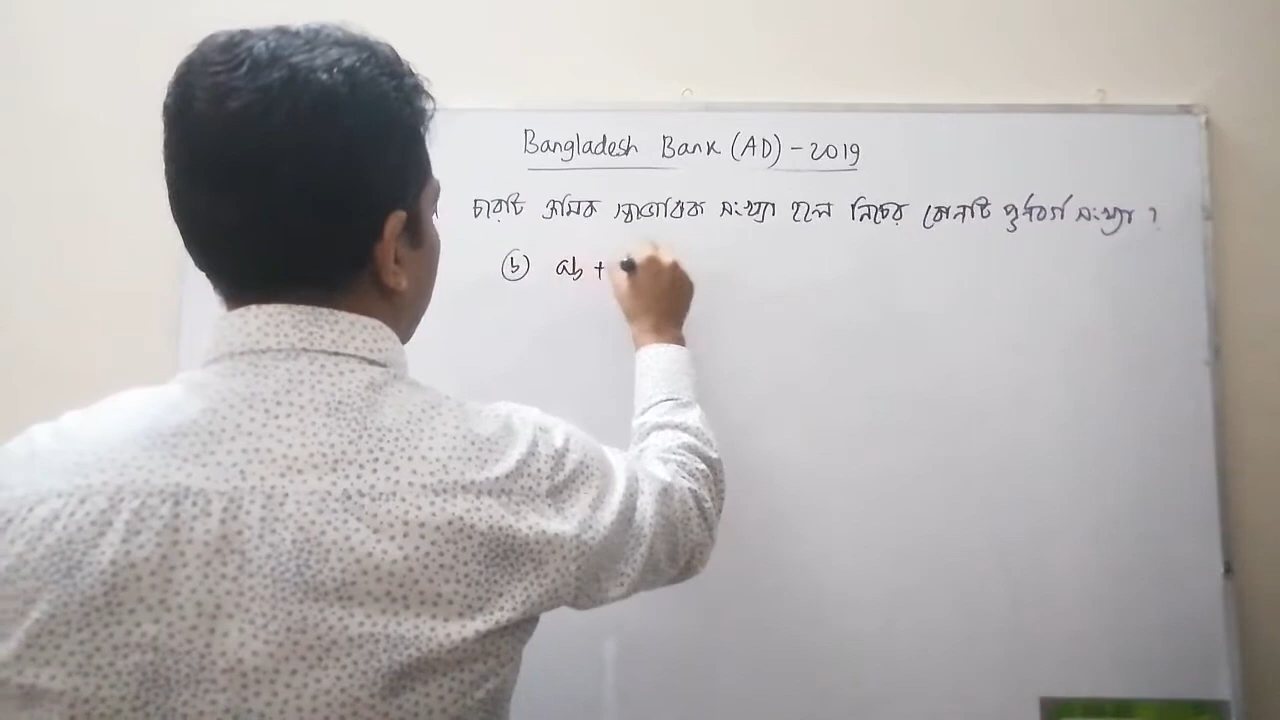 Bangladesh Bank (AD) - 2019
চারটি ক্রমিক স্বাভাবিক সংখ্যা হলে নিচের কোনটি পূর্ণবর্গ সংখ্যা ?
b ab +